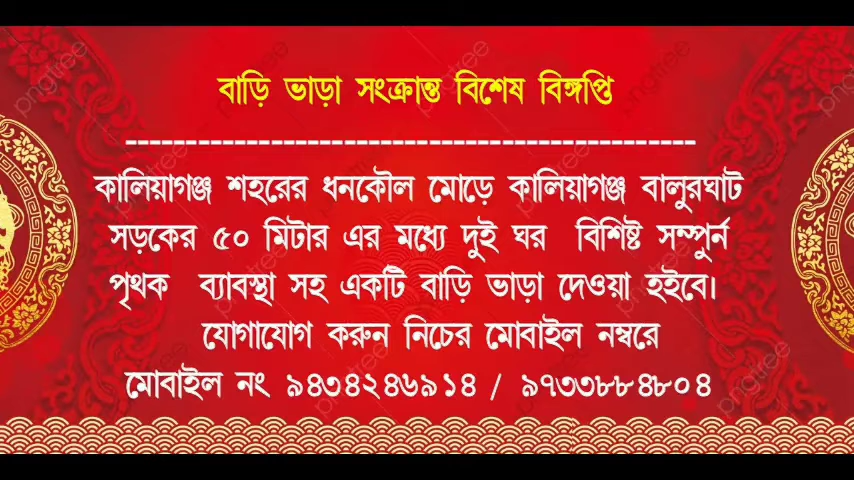 বাড়ি ভাড়া সংক্রান্ত বিশেষ বিঙ্গপ্তি
কালিয়াগঞ্জ শহরের ধনকৌল মোড়ে কালিয়াগঞ্জ বালুরঘাট
সড়কের ৫০ মিটার এর মধ্যে দুই ঘর বিশিষ্ট সম্পুর্ন
পৃথক ব্যাবস্থা সহ একটি বাড়ি ভাড়া দেওয়া হইবে।
যোগাযোগ করুন নিচের মোবাইল নম্বরে
মোবাইল নং ৯৪৩৪২৪৬৯১৪ / ৯৭৩৩৮৮৪৮০৪